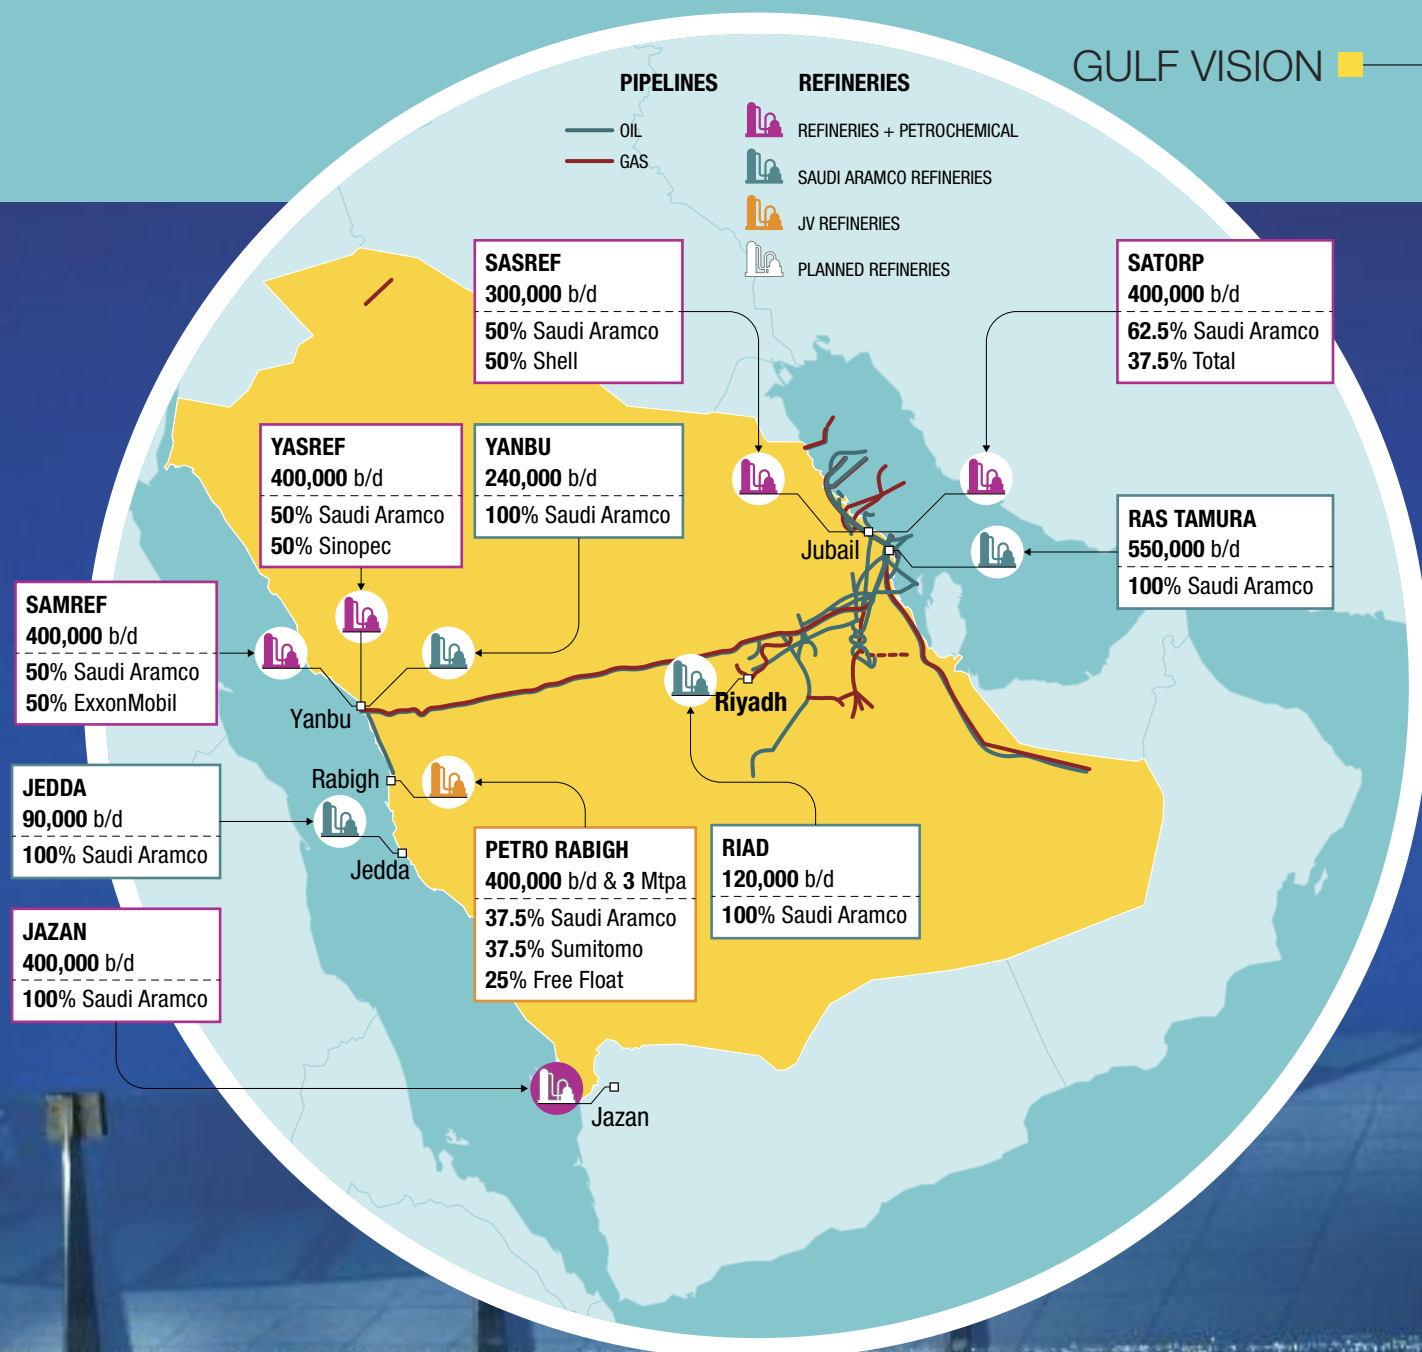 GULF VISION
PIPELINES
OIL
GAS
REFINERIES
REFINERIES + PETROCHEMICAL
SAUDI ARAMCO REFINERIES
JV REFINERIES
PLANNED REFINERIES
SASREF
300,000 b/d
50% Saudi Aramco
50% Shell
SATORP
400,000 b/d
62.5% Saudi Aramco
37.5% Total
YASREF
400,000 b/d
50% Saudi Aramco
50% Sinopec
YANBU
240,000 b/d
100% Saudi Aramco
RAS TAMURA
550,000 b/d
100% Saudi Aramco
Jubail
SAMREF
400,000 b/d
50% Saudi Aramco
50% ExxonMobil
Yanbu
Riyadh
Rabigh
JEDDA
90,000 b/d
100% Saudi Aramco
Jedda
PETRO RABIGH
400,000 b/d & 3 Mtpa
37.5% Saudi Aramco
37.5% Sumitomo
25% Free Float
RIAD
120,000 b/d
100% Saudi Aramco
JAZAN
400,000 b/d
100% Saudi Aramco
Jazan